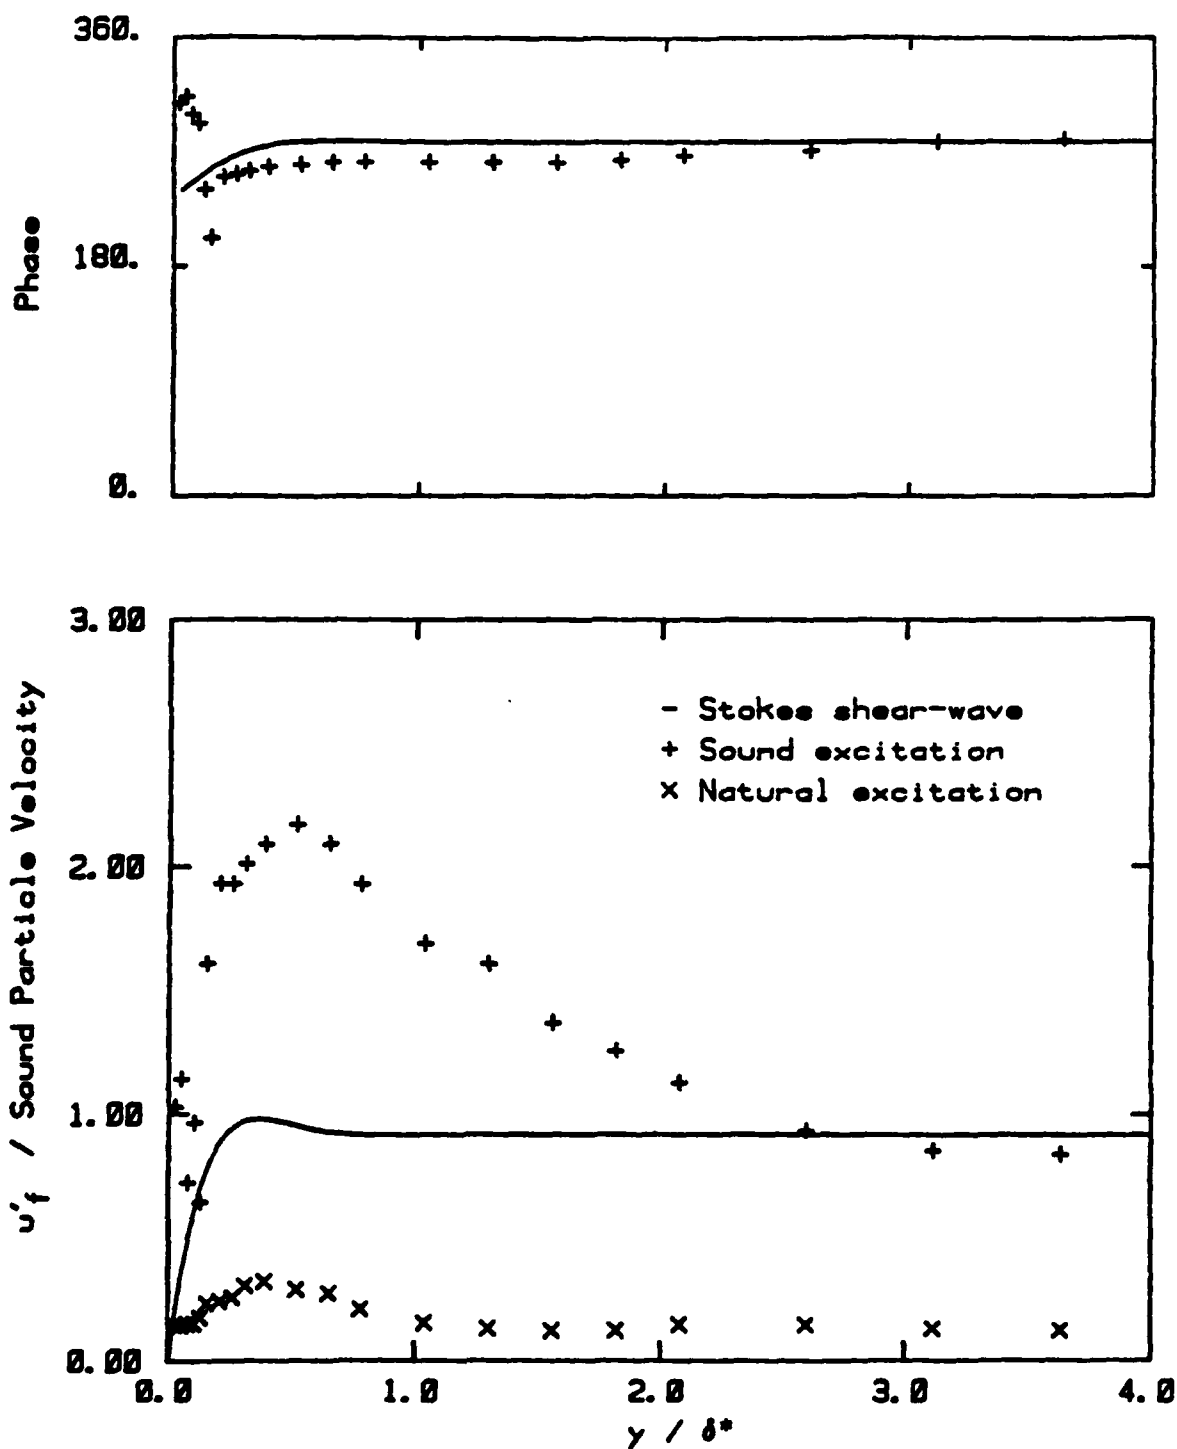 360.
180.
0.
Phase
3.00
2.00
1.00
0.00
u'f / Sound Particle Velocity
— Stokes shear-wave
+ Sound excitation
× Natural excitation
0.0 1.0 2.0 3.0 4.0
y / δ*